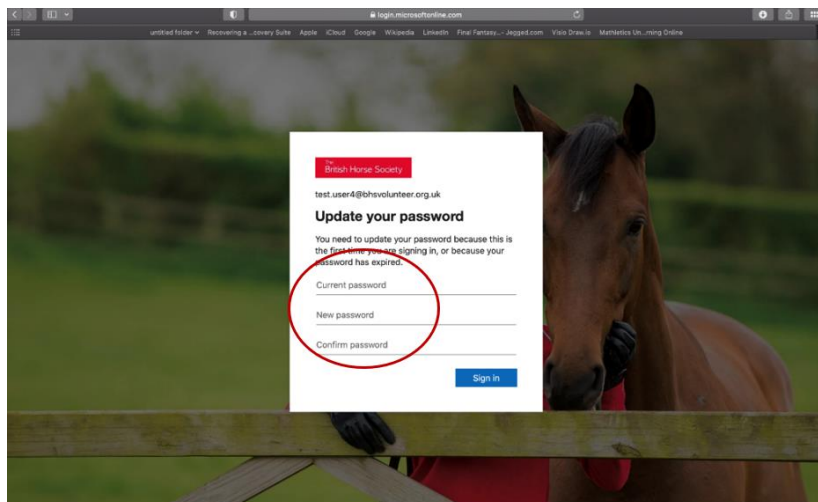 login.microsoftonline.com
untitled folder Recovering a ...covery Suite Apple iCloud Google Wikipedia LinkedIn Final Fantasy...- Jegged.com Visio Draw.io Mathletics Un...rning Online
The
British Horse Society
test.user4@bhsvolunteer.org.uk
Update your password
You need to update your password because this is
the first time you are signing in, or because your
password has expired.
Current password
New password
Confirm password
Sign in